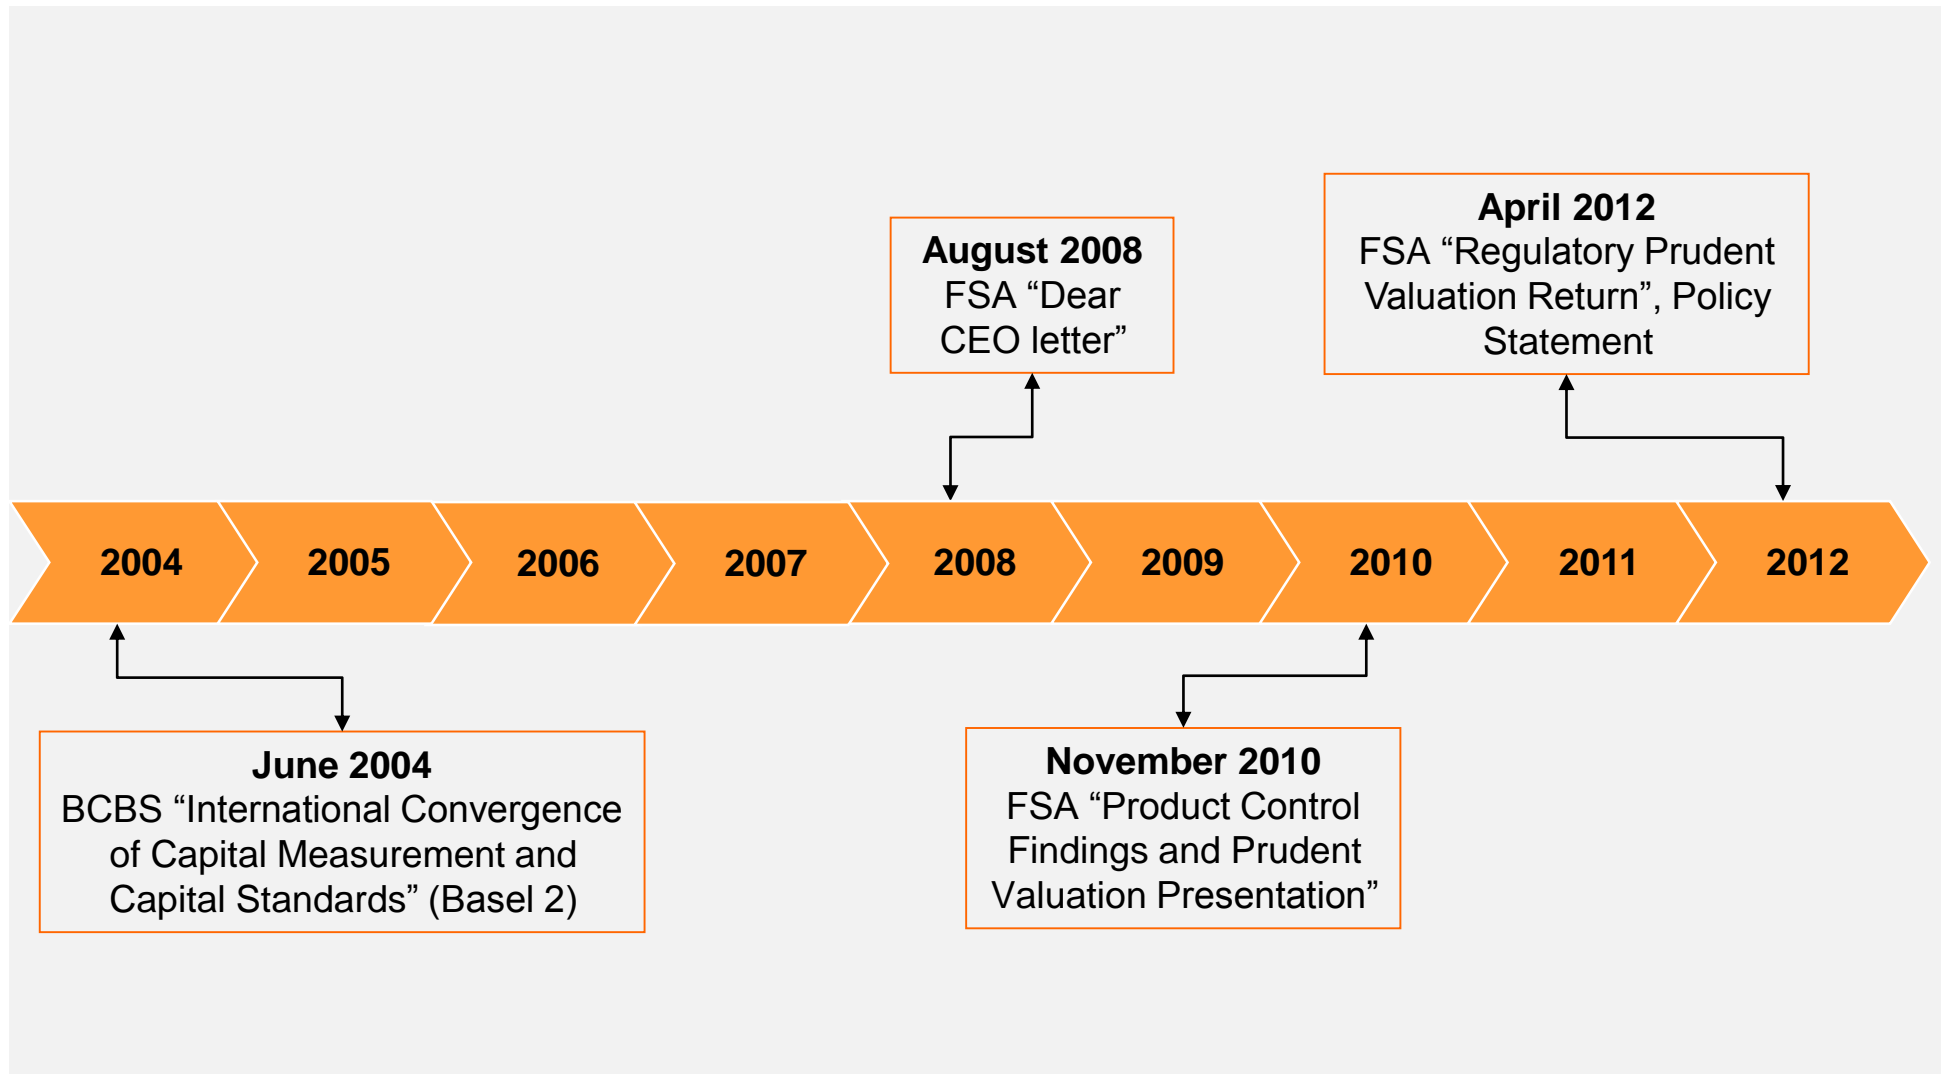 April 2012
FSA “Regulatory Prudent
Valuation Return”, Policy
Statement
August 2008
FSA “Dear
CEO letter”
2004
2005
2006
2007
2008
2009
2010
2011
2012
June 2004
BCBS “International Convergence
of Capital Measurement and
Capital Standards” (Basel 2)
November 2010
FSA “Product Control
Findings and Prudent
Valuation Presentation”